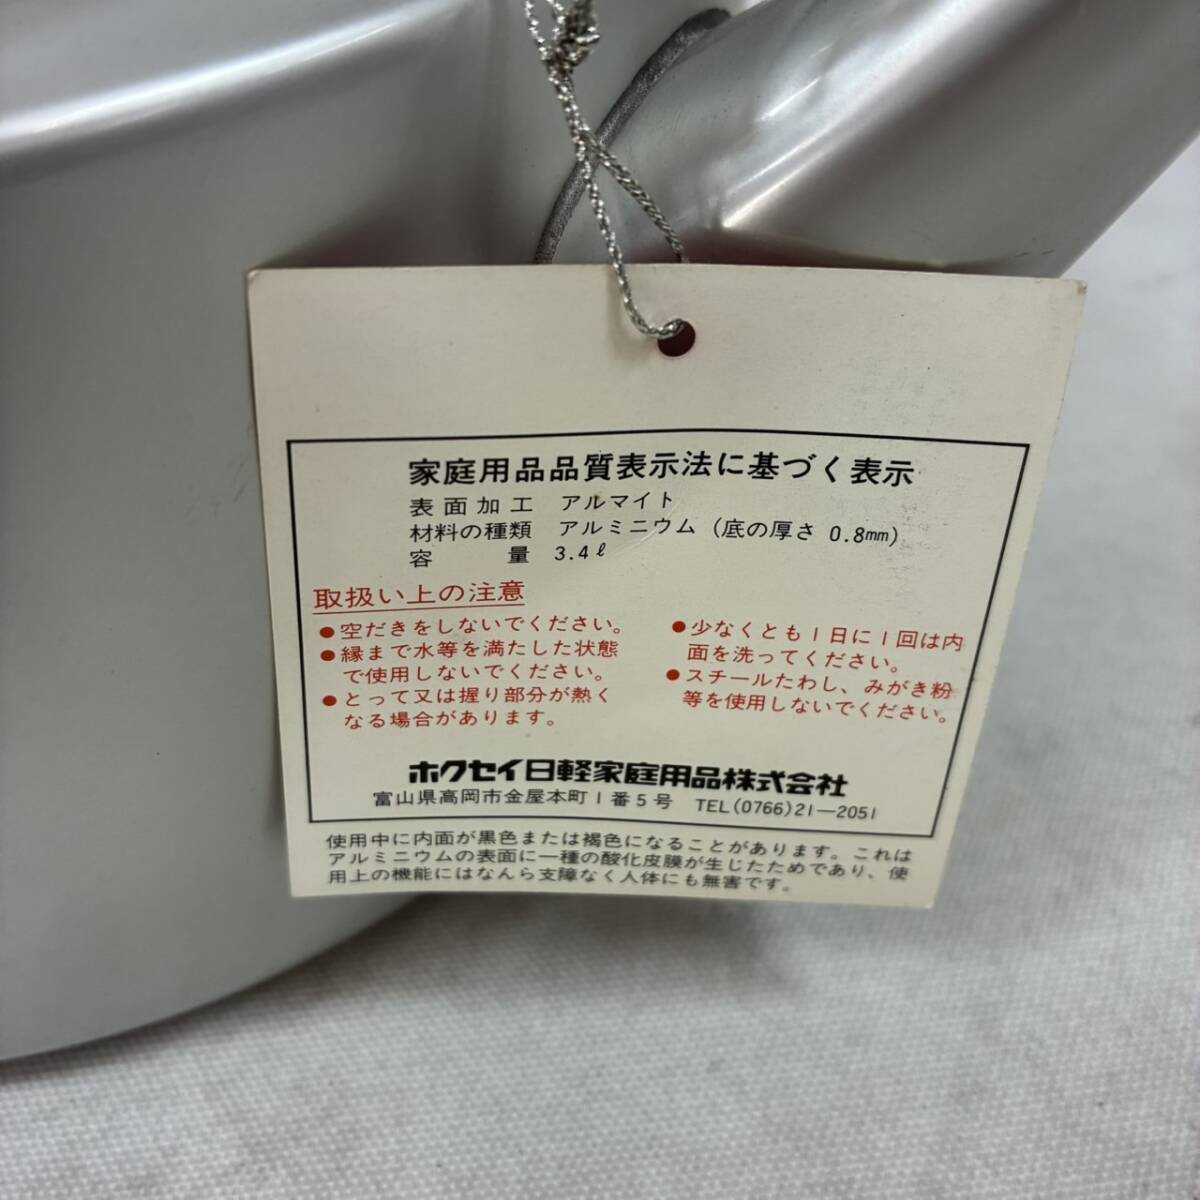 家庭用品品質表示法に基づく表示
表面加工 アルマイト
材料の種類 アルミニウム (底の厚さ 0.8mm)
容量 3.4ℓ
取扱い上の注意
●空だきをしないでください。
●縁まで水等を満たした状態
で使用しないでください。
●とって又は握り部分が熱く
なる場合があります。
●少なくとも1日に1回は内
面を洗ってください。
●スチールたわし、みがき粉
等を使用しないでください。
ホクセイ日軽家庭用品株式会社
富山県高岡市金屋本町1番5号 TEL(0766)21—2051
使用中に内面が黒色または褐色になることがあります。これは
アルミニウムの表面に一種の酸化皮膜が生じたためであり、使
用上の機能にはなんら支障なく人体にも無害です。